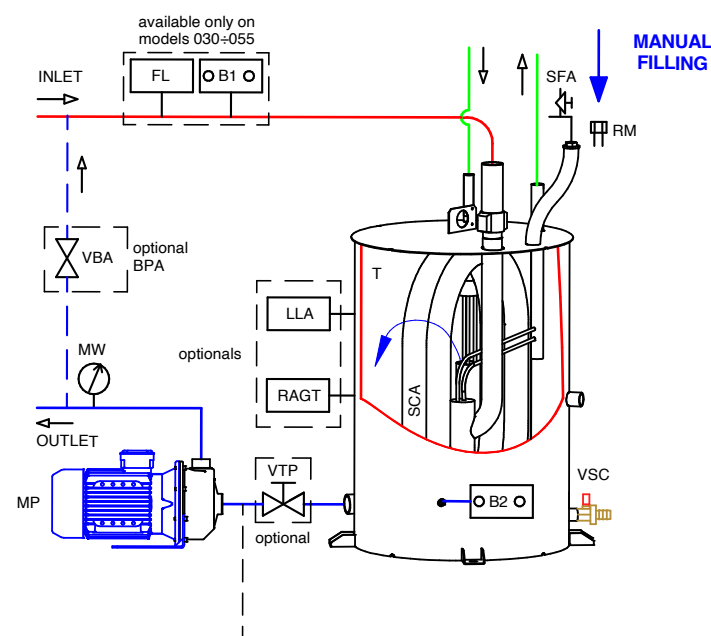 available only on
models 030÷055
MANUAL
FILLING
INLET
FL
B1
SFA
RM
VBA
optional
BPA
T
LLA
optionals
MW
RAGT
SCA
OUTLET
VTP
VSC
MP
B2
optional